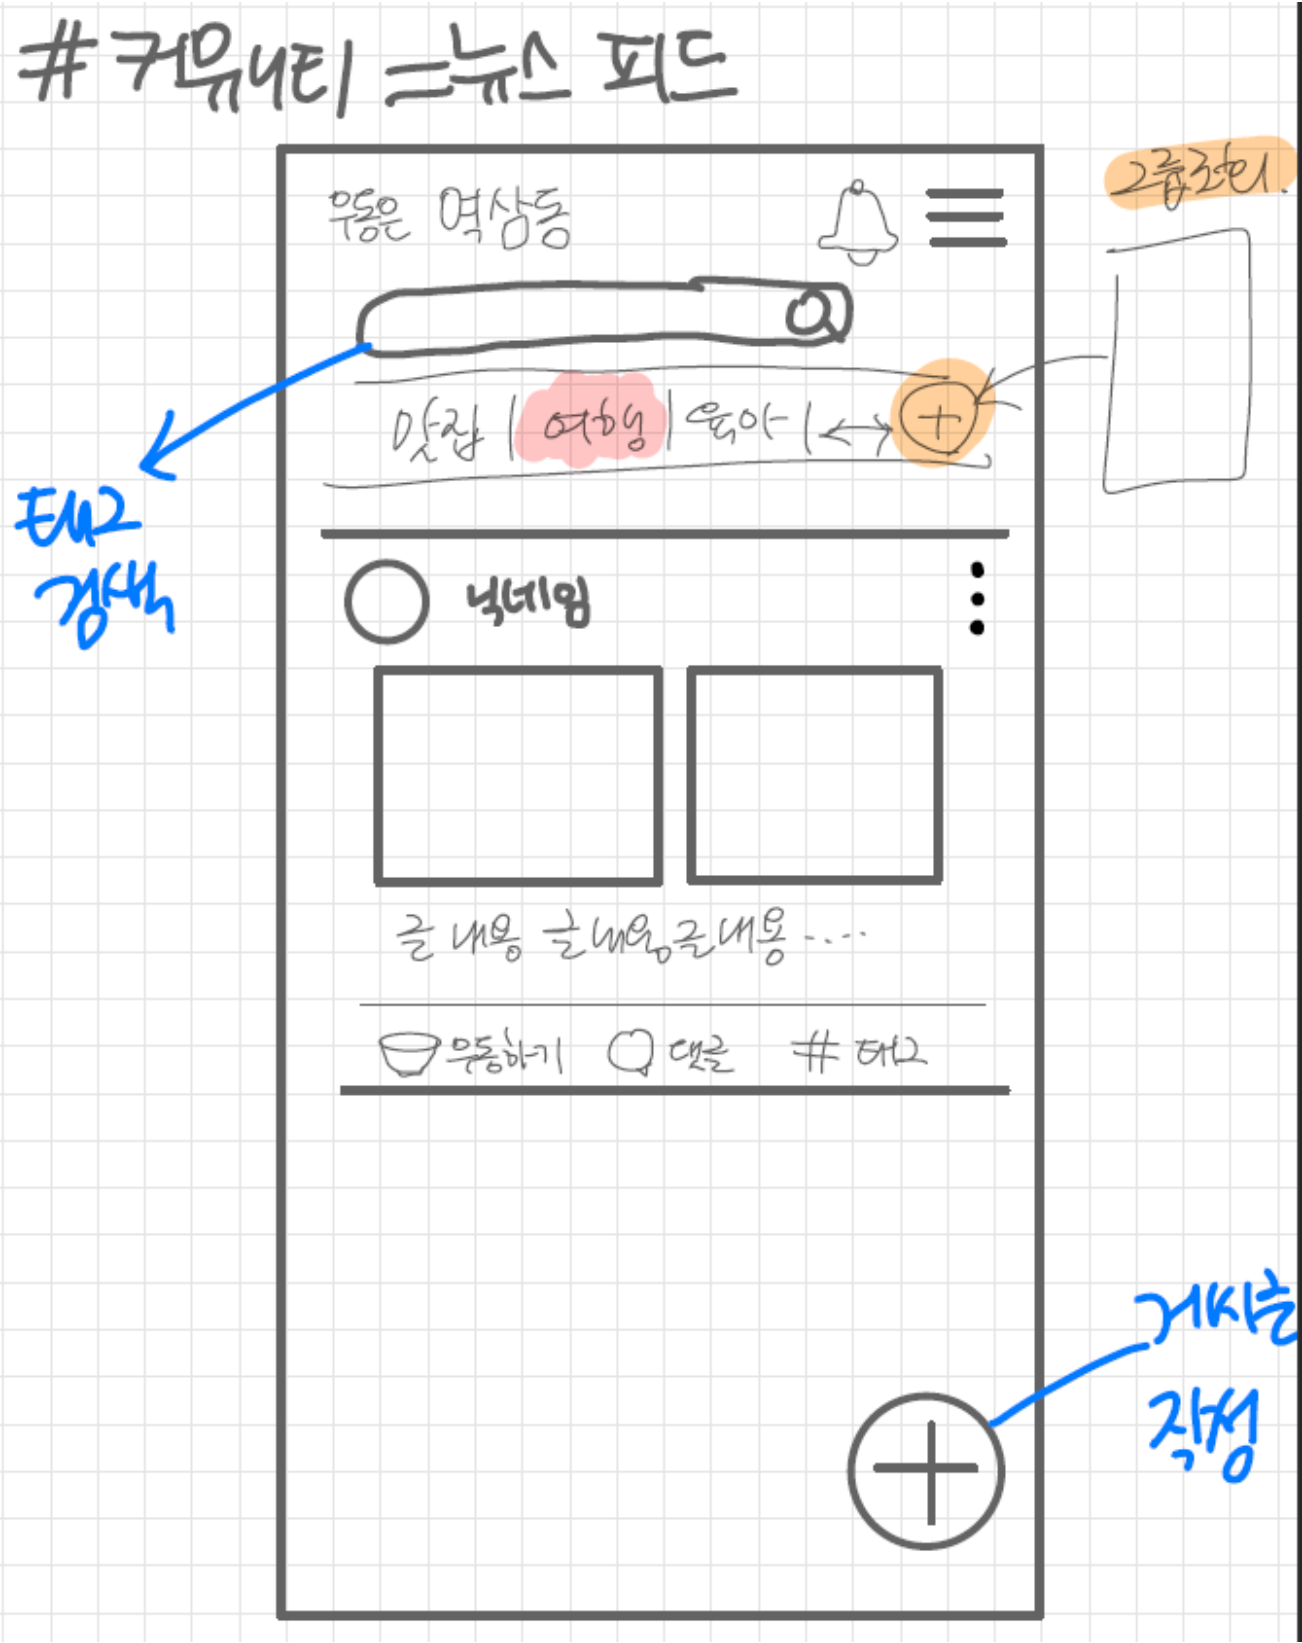 #커뮤니티 = 뉴스 피드
우동은 역삼동
그룹조회.
맛집 | 여행 | 육아 | ↔ +
태그
검색
닉네임
글 내용 글내용, 글내용 ....
우동하기 댓글 # 태그
게시글
작성